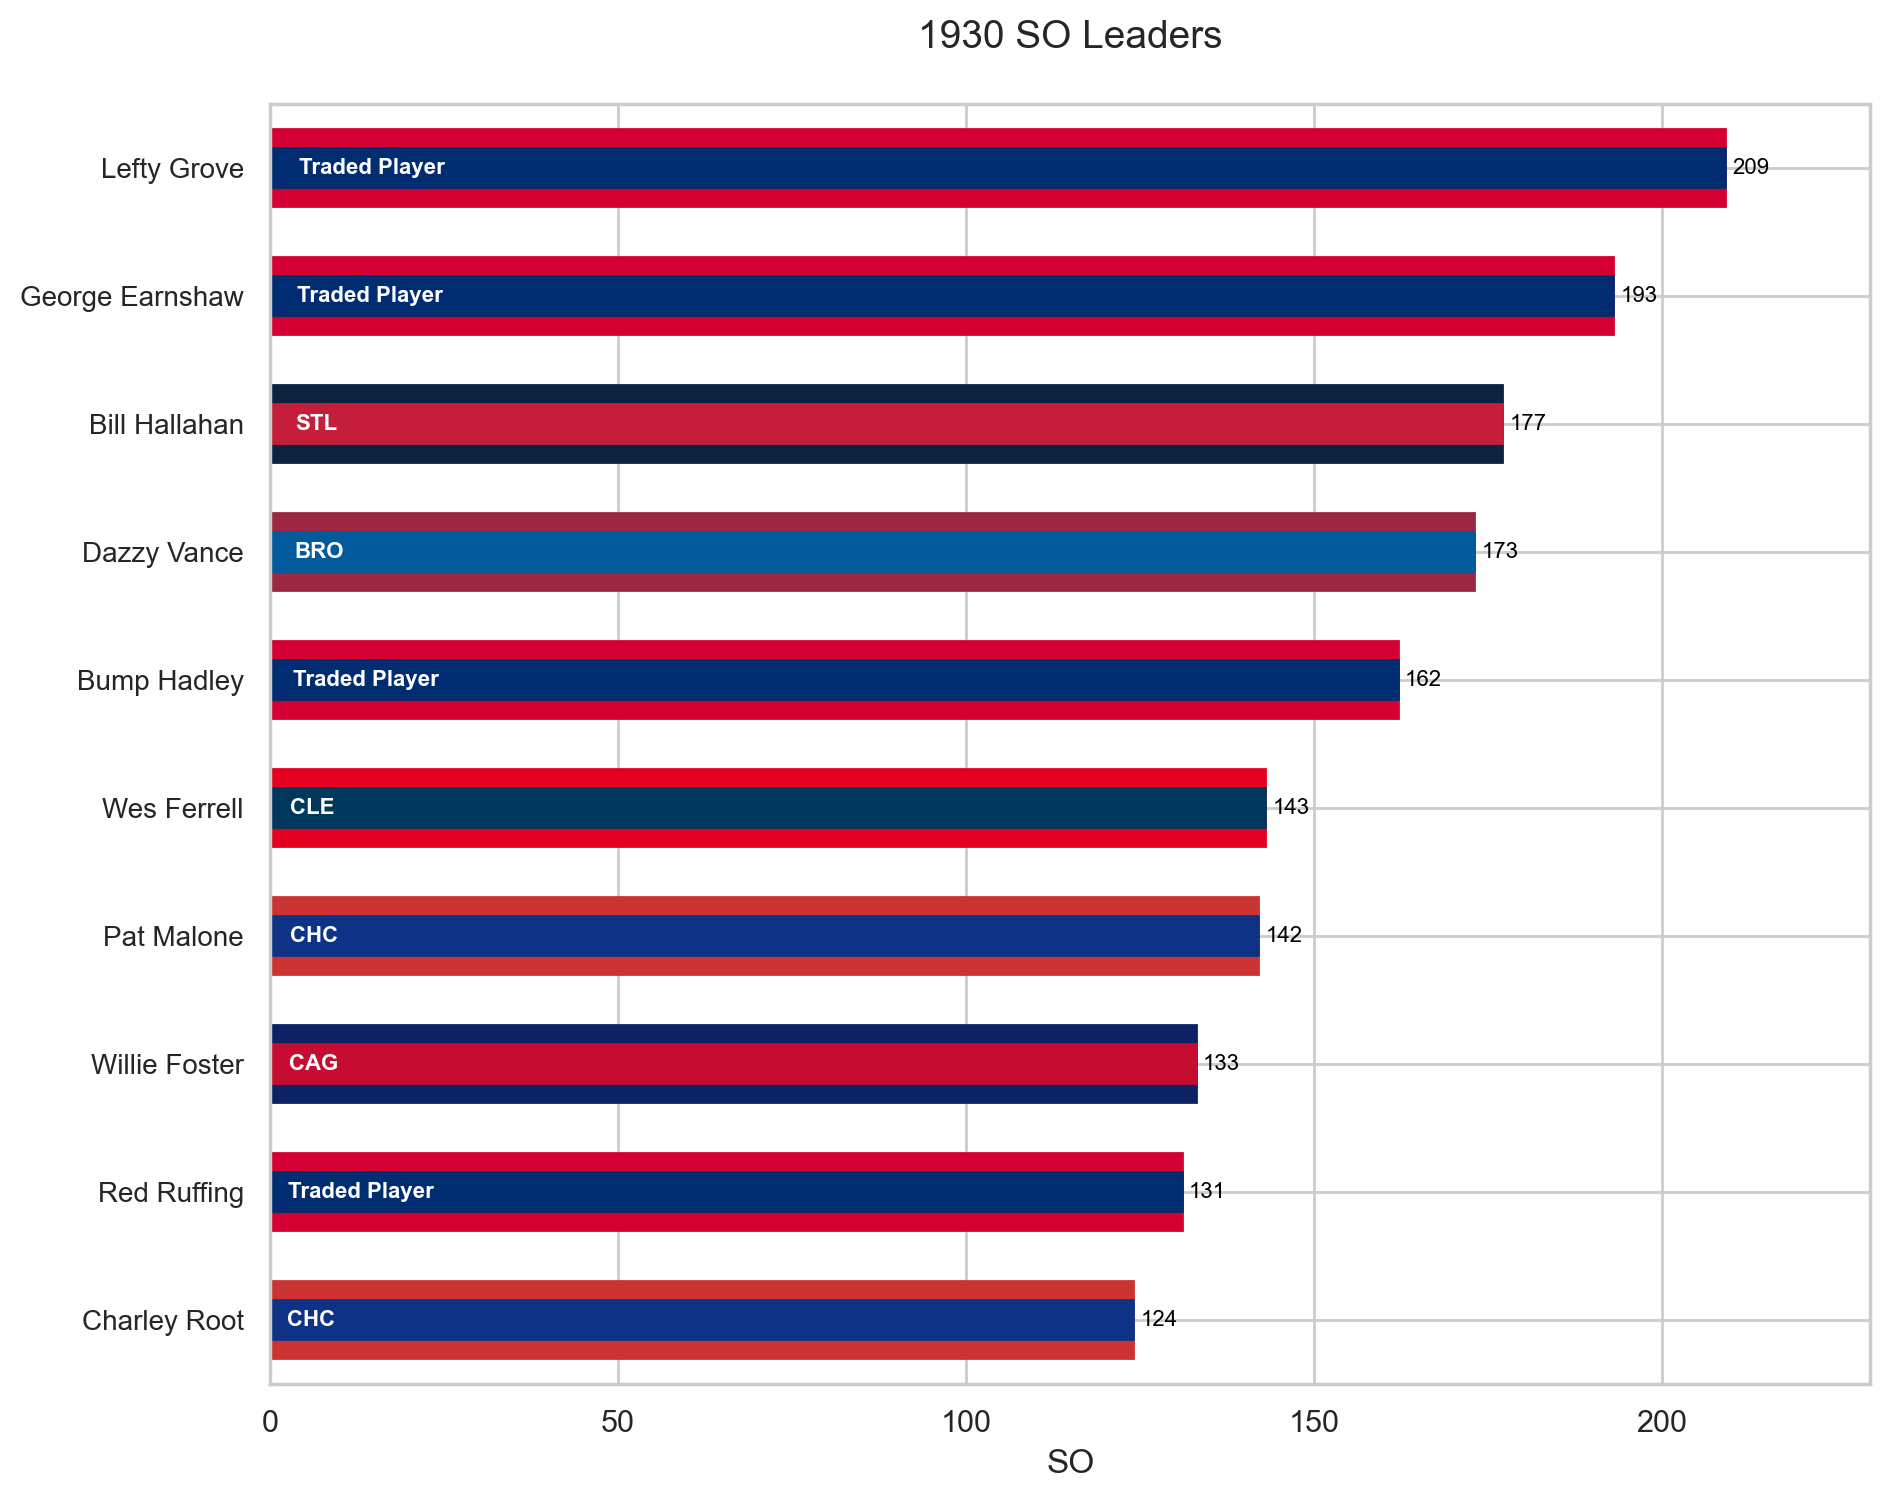 1930 SO Leaders
Lefty Grove Traded Player 209
George Earnshaw Traded Player 193
Bill Hallahan STL 177
Dazzy Vance BRO 173
Bump Hadley Traded Player 162
Wes Ferrell CLE 143
Pat Malone CHC 142
Willie Foster CAG 133
Red Ruffing Traded Player 131
Charley Root CHC 124
0 50 100 150 200
SO